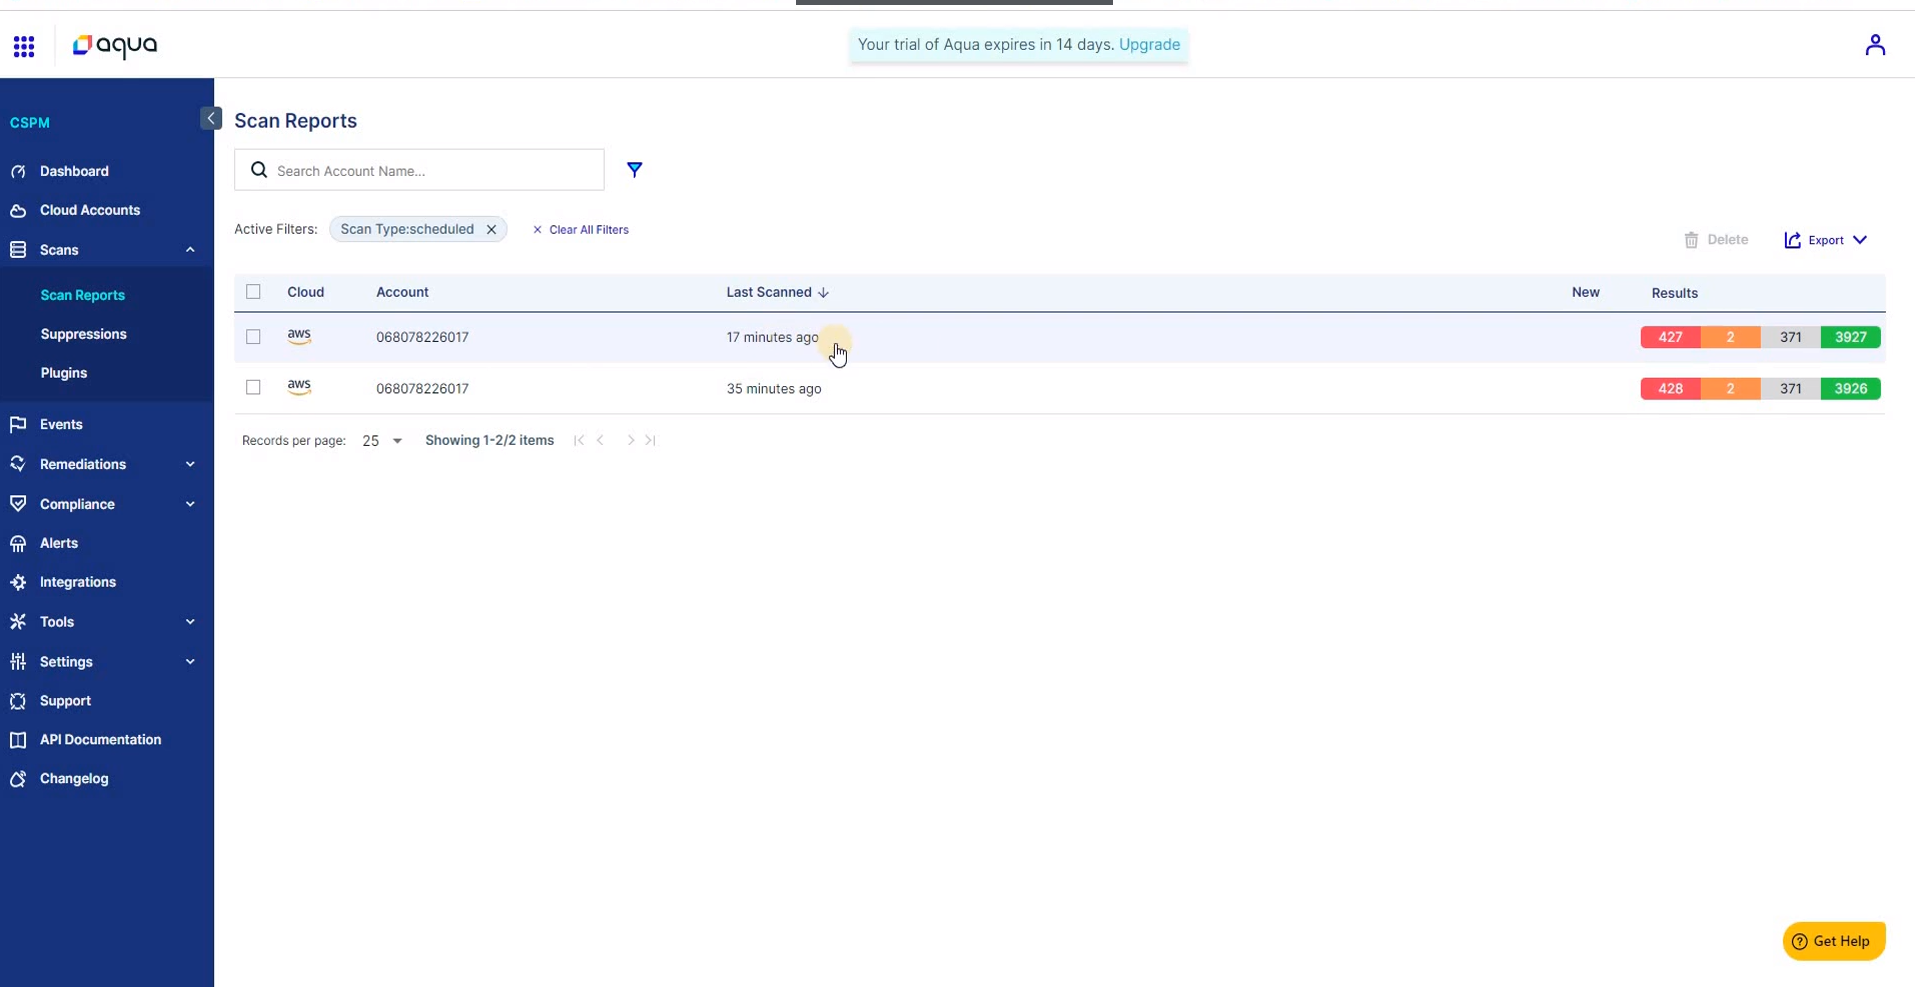 aqua
Your trial of Aqua expires in 14 days. Upgrade
CSPM
Dashboard
Cloud Accounts
Scans
Scan Reports
Suppressions
Plugins
Events
Remediations
Compliance
Alerts
Integrations
Tools
Settings
Support
API Documentation
Changelog
Scan Reports
Search Account Name...
Active Filters: Scan Type:scheduled Clear All Filters
Delete Export
Cloud Account Last Scanned New Results
aws 068078226017 17 minutes ago 427 2 371 3927
aws 068078226017 35 minutes ago 428 2 371 3926
Records per page: 25 Showing 1-2/2 items
Get Help